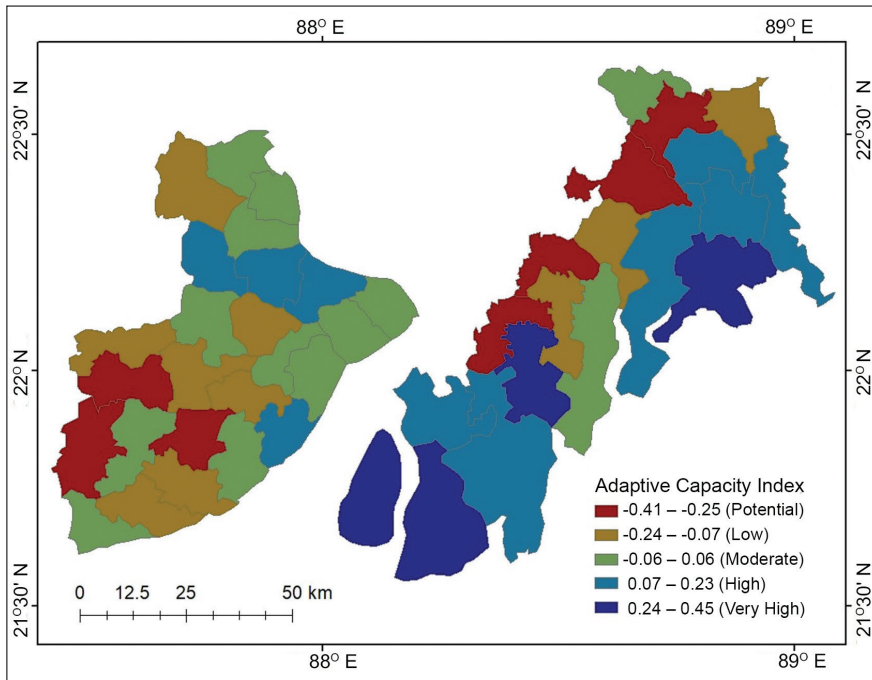 88° E 89° E
22°30' N 22°30' N
22°N 22°N
Adaptive Capacity Index
-0.41 – -0.25 (Potential)
-0.24 – -0.07 (Low)
-0.06 – 0.06 (Moderate)
0.07 – 0.23 (High)
0.24 – 0.45 (Very High)
0 12.5 25 50 km
21°30' N 21°30' N
88° E 89° E